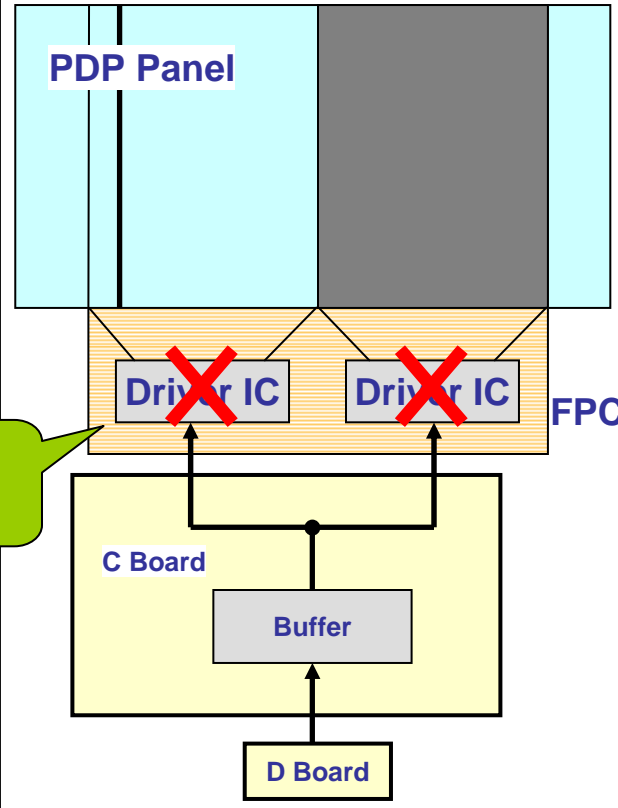 PDP Panel
Driver IC
Driver IC
FPC
C Board
Buffer
D Board